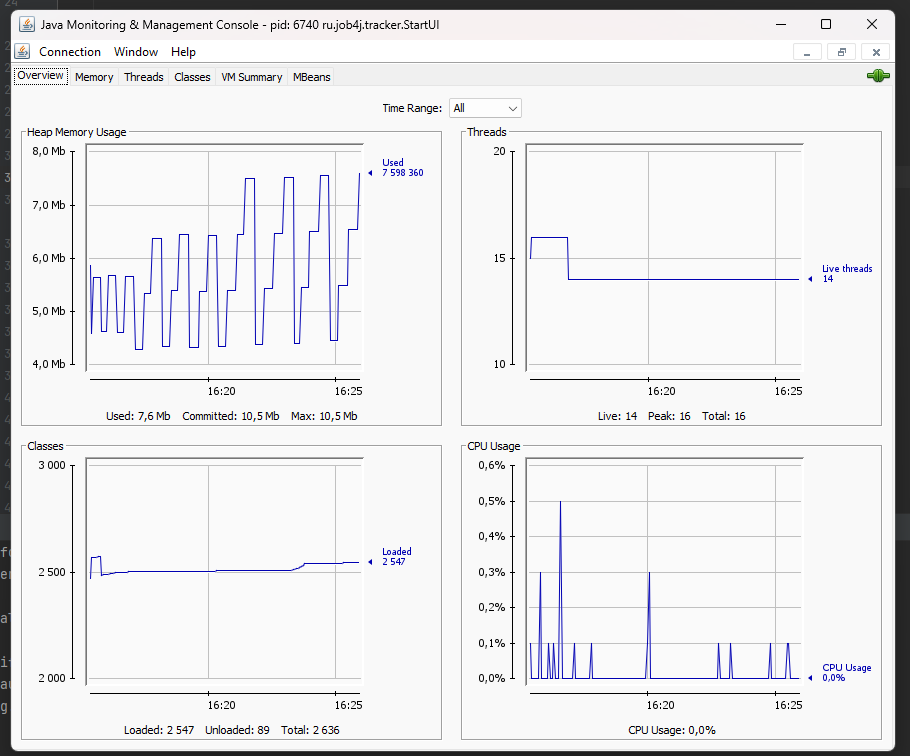 Java Monitoring & Management Console - pid: 6740 ru.job4j.tracker.StartUI
Connection Window Help
Overview Memory Threads Classes VM Summary MBeans
Time Range: All
Heap Memory Usage
8,0 Mb
7,0 Mb
6,0 Mb
5,0 Mb
4,0 Mb
Used
7 598 360
16:20 16:25
Used: 7,6 Mb Committed: 10,5 Mb Max: 10,5 Mb
Threads
20
15
10
Live threads
14
16:20 16:25
Live: 14 Peak: 16 Total: 16
Classes
3 000
2 500
2 000
Loaded
2 547
16:20 16:25
Loaded: 2 547 Unloaded: 89 Total: 2 636
CPU Usage
0,6%
0,5%
0,4%
0,3%
0,2%
0,1%
0,0%
CPU Usage
0,0%
16:20 16:25
CPU Usage: 0,0%